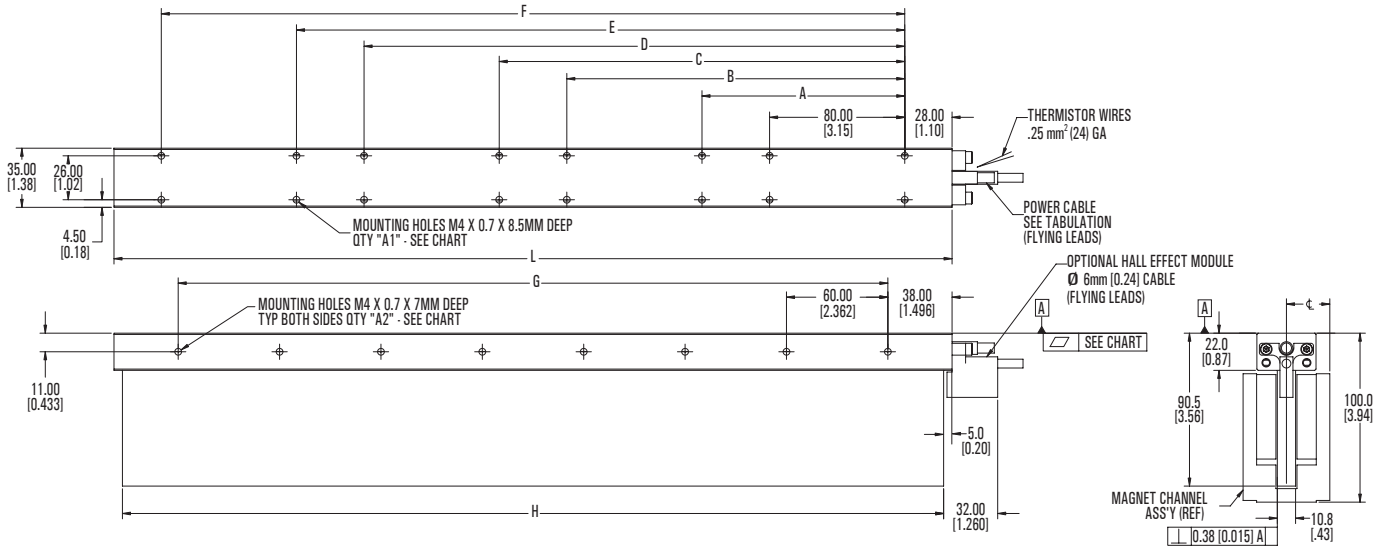 F
E
D
C
B
A
80.00
[3.15]
28.00
[1.10]
THERMISTOR WIRES
.25 mm² (24) GA
35.00
[1.38]
26.00
[1.02]
4.50
[0.18]
MOUNTING HOLES M4 X 0.7 X 8.5MM DEEP
QTY "A1" - SEE CHART
POWER CABLE
SEE TABULATION
(FLYING LEADS)
L
OPTIONAL HALL EFFECT MODULE
Ø 6mm [0.24] CABLE
(FLYING LEADS)
G
MOUNTING HOLES M4 X 0.7 X 7MM DEEP
TYP BOTH SIDES QTY "A2" - SEE CHART
60.00
[2.362]
38.00
[1.496]
A
SEE CHART
A
℄
22.0
[0.87]
11.00
[0.433]
90.5
[3.56]
100.0
[3.94]
5.0
[0.20]
H
32.00
[1.260]
MAGNET CHANNEL
ASS'Y (REF)
10.8
[.43]
⊥ 0.38 [0.015] A